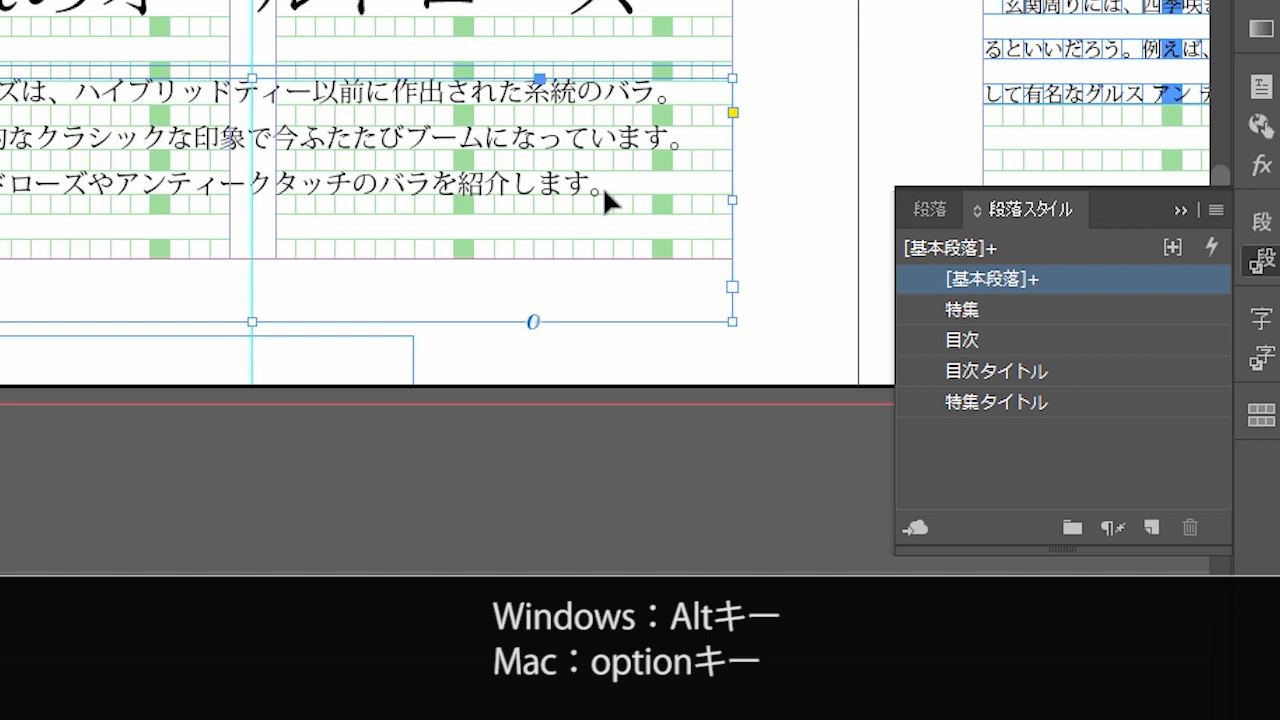 ルドローズ
ズは、ハイブリッドティー以前に作出された系統のバラ。
的なクラシックな印象で今ふたたびブームになっています。
ドローズやアンティークタッチのバラを紹介します。
玄関周りには、四季咲き
るといいだろう。例えば、
して有名なグルス アン テ
段落
段落スタイル
[基本段落]+
[基本段落]+
特集
目次
目次タイトル
特集タイトル
fx
段
段
字
字
Windows：Altキー
Mac：optionキー